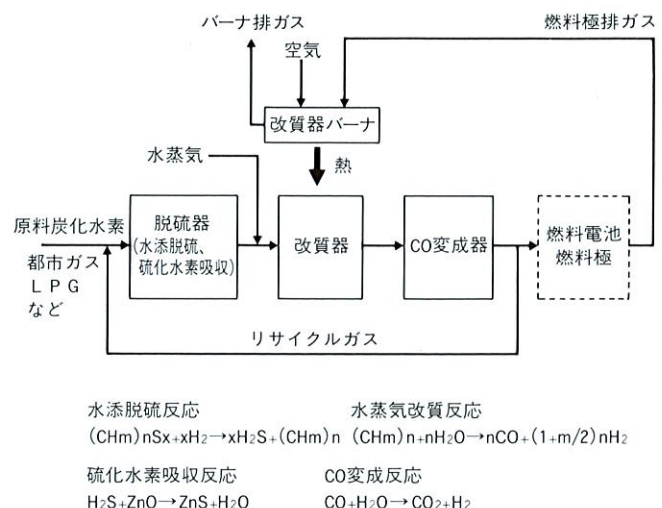 バーナ排ガス
燃料極排ガス
空気
改質器バーナ
水蒸気
熱
原料炭化水素
都市ガス
LPG
など
脱硫器
(水添脱硫、
硫化水素吸収)
改質器
CO変成器
燃料電池
燃料極
リサイクルガス
水添脱硫反応
(CHm)nSx+xH2→xH2S+(CHm)n
水蒸気改質反応
(CHm)n+nH2O→nCO+(1+m/2)nH2
硫化水素吸収反応
H2S+ZnO→ZnS+H2O
CO変成反応
CO+H2O→CO2+H2